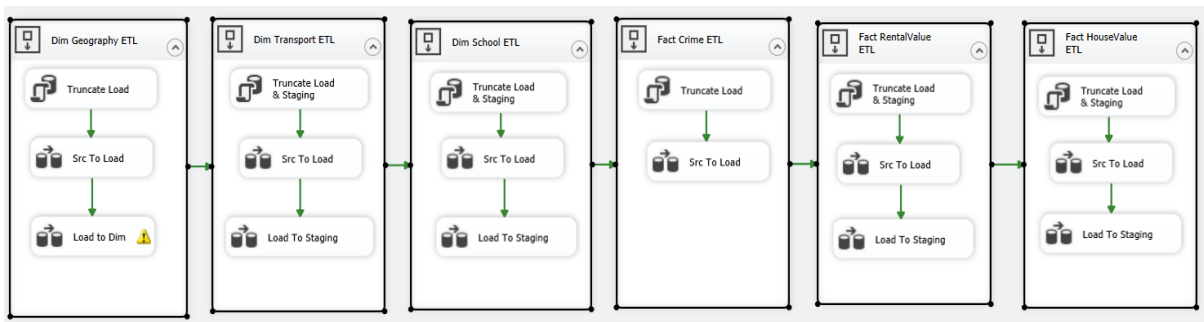 Dim Geography ETL
Truncate Load
Src To Load
Load to Dim
Dim Transport ETL
Truncate Load
& Staging
Src To Load
Load To Staging
Dim School ETL
Truncate Load
& Staging
Src To Load
Load To Staging
Fact Crime ETL
Truncate Load
Src To Load
Fact RentalValue
ETL
Truncate Load
& Staging
Src To Load
Load To Staging
Fact HouseValue
ETL
Truncate Load
& Staging
Src To Load
Load To Staging